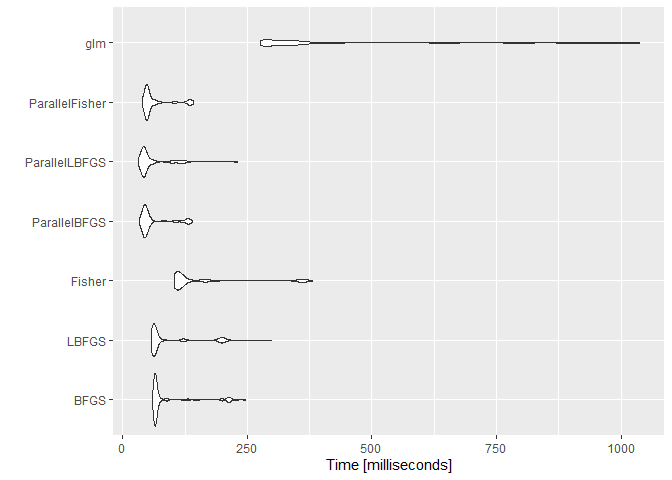 glm
ParallelFisher
ParallelLBFGS
ParallelBFGS
Fisher
LBFGS
BFGS
0 250 500 750 1000
Time [milliseconds]